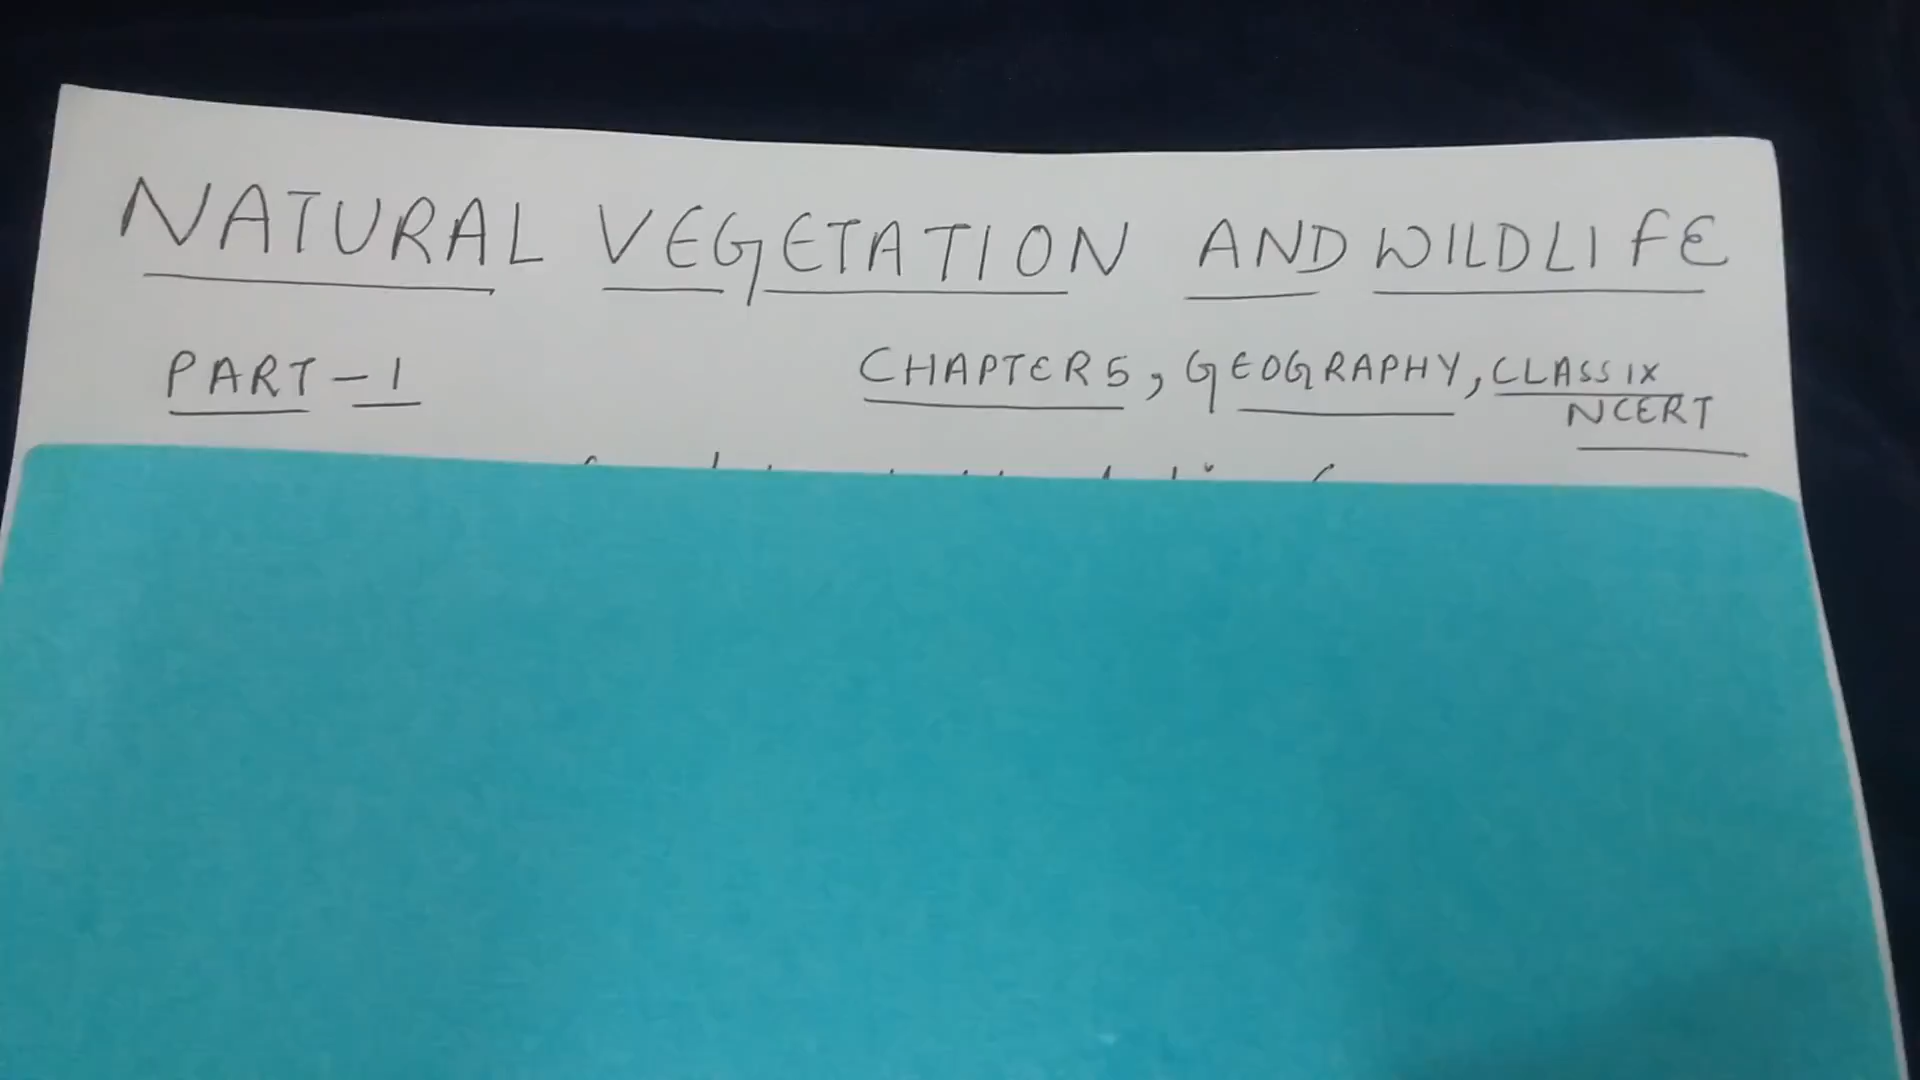 NATURAL VEGETATION AND WILDLIFE
PART-1 CHAPTER 5, GEOGRAPHY, CLASS IX
NCERT